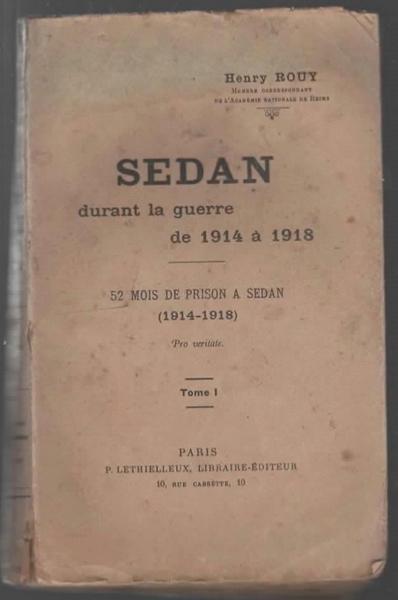 Henry ROUY
MEMBRE CORRESPONDANT
DE L'ACADÉMIE NATIONALE DE REIMS
SEDAN
durant la guerre
de 1914 à 1918
52 MOIS DE PRISON A SEDAN
(1914-1918)
Pro veritate.
Tome I
PARIS
P. LETHIELLEUX, LIBRAIRE-ÉDITEUR
10, RUE CASSETTE, 10